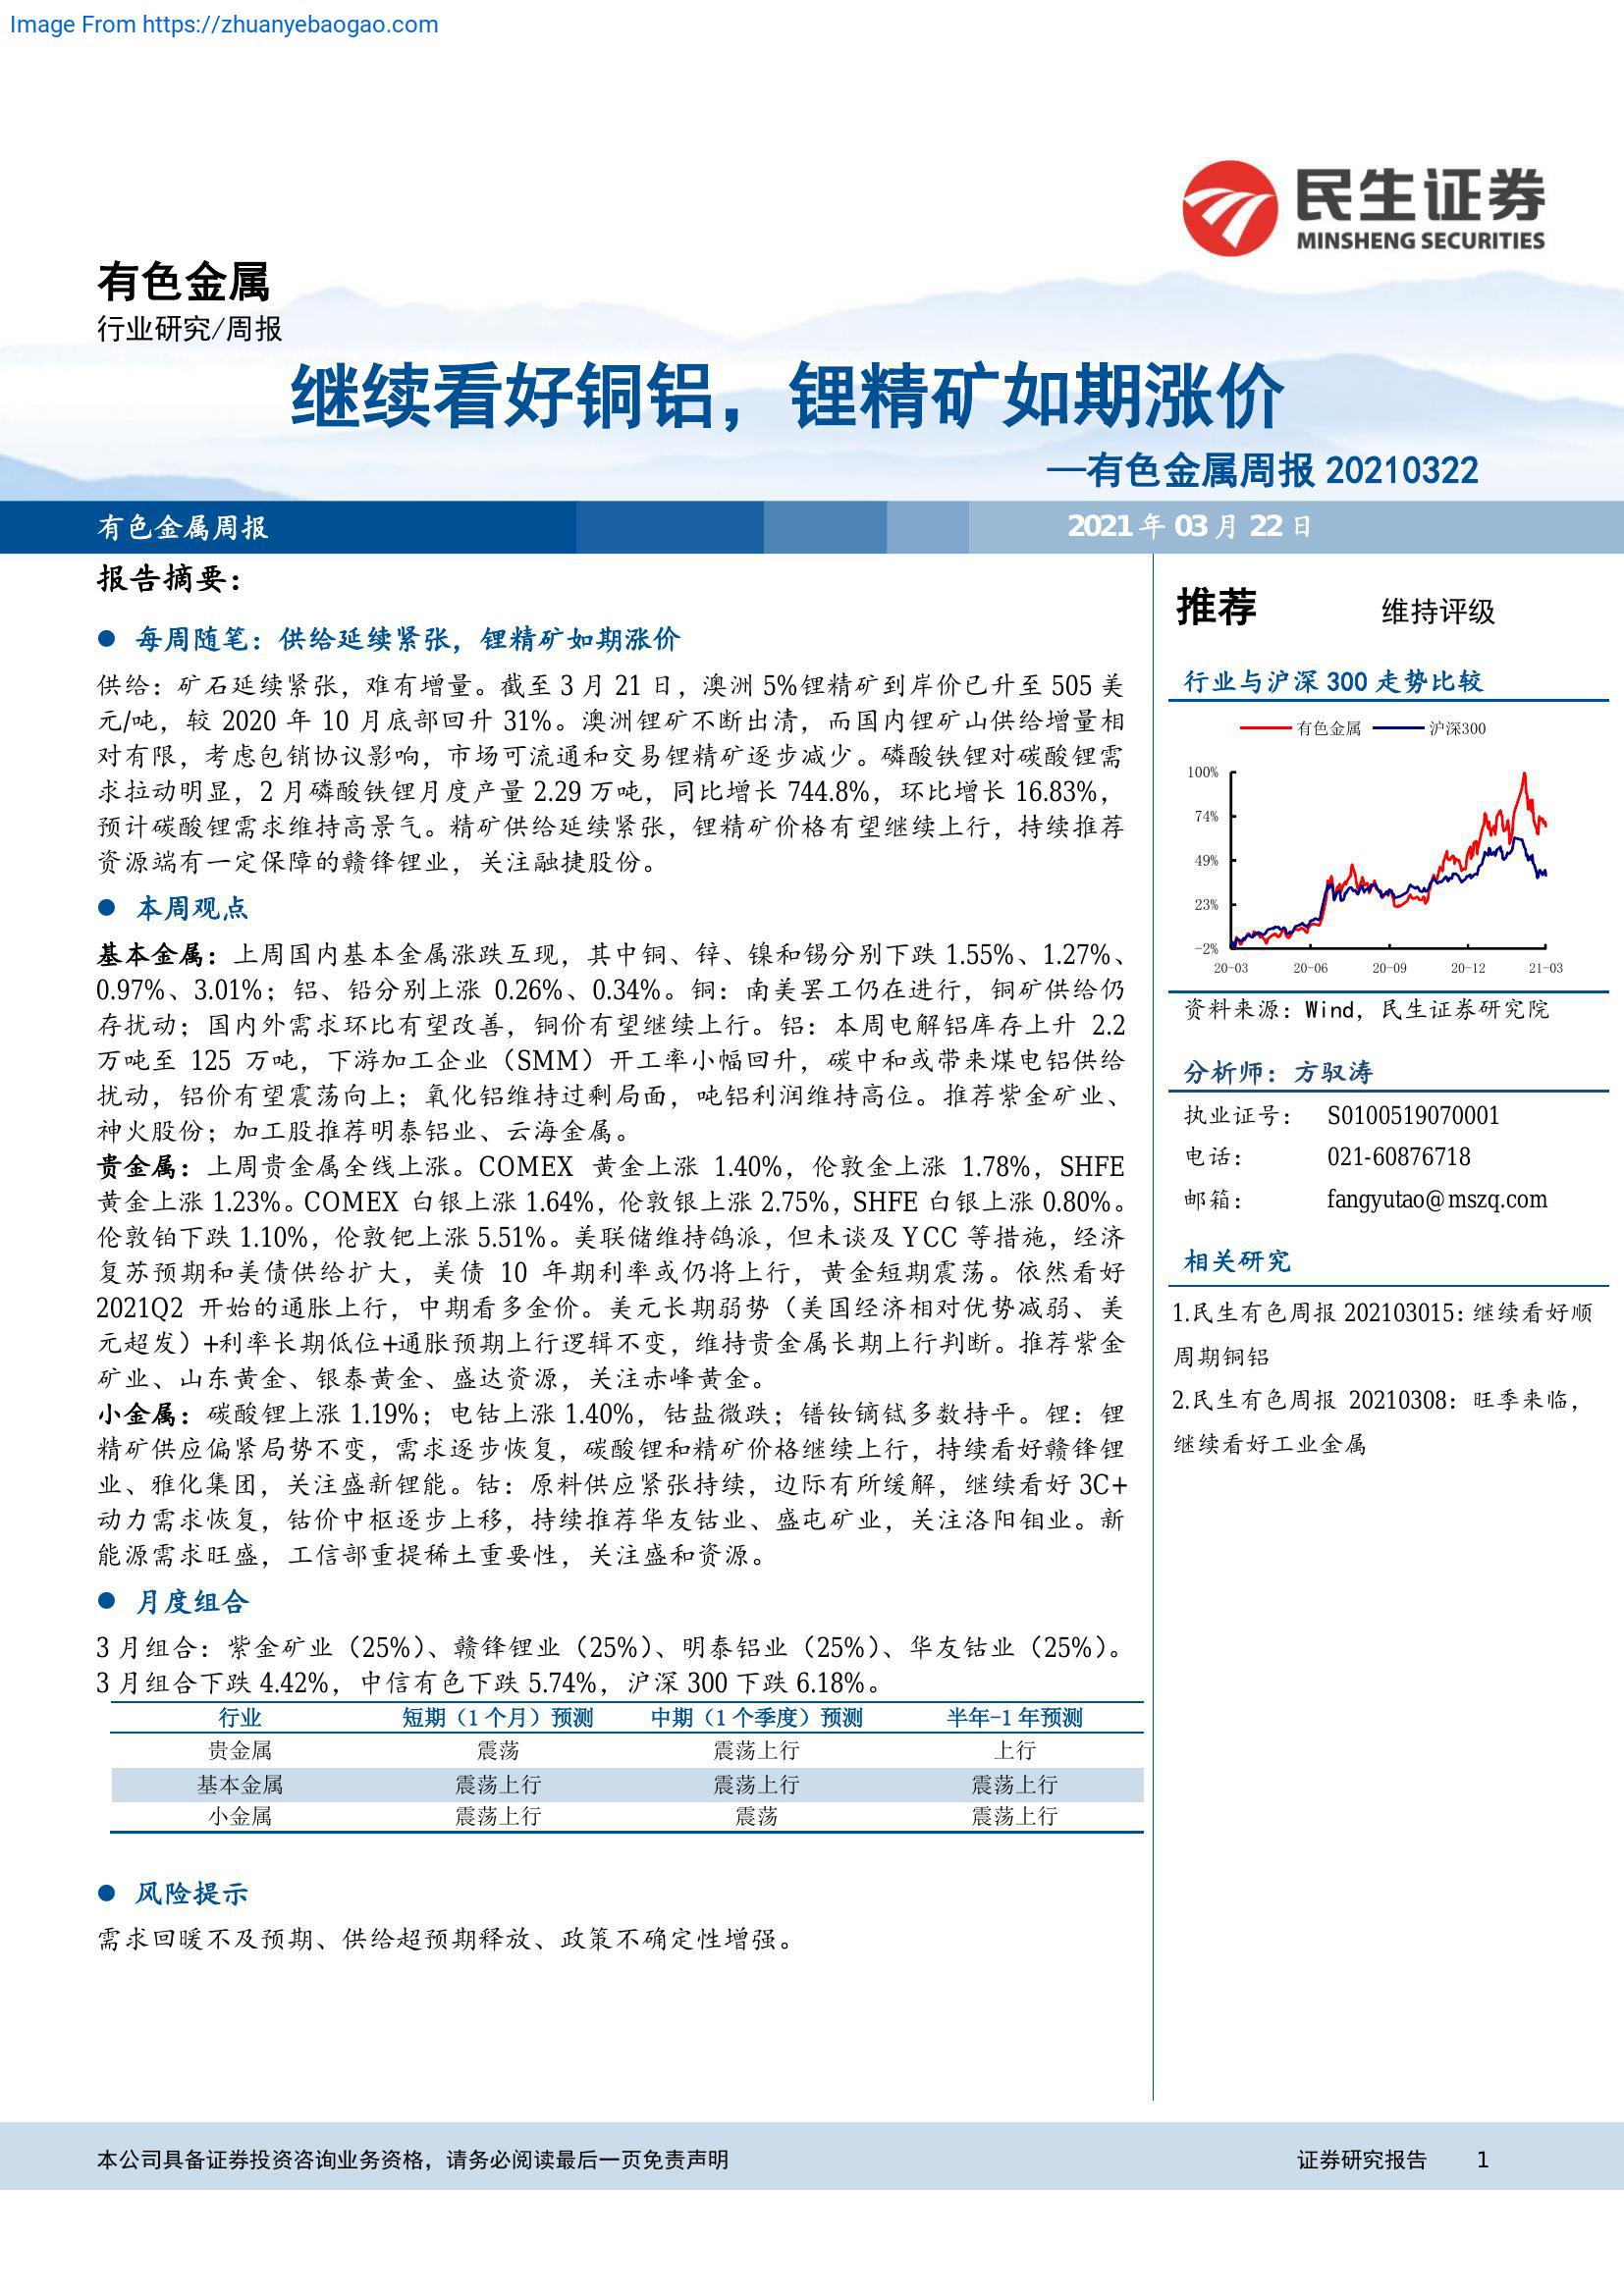 Image From https://zhuanyebaogao.com
民生证券
MINSHENG SECURITIES
有色金属
行业研究/周报
继续看好铜铝，锂精矿如期涨价
—有色金属周报 20210322
有色金属周报
2021 年 03 月 22 日
报告摘要：
● 每周随笔：供给延续紧张，锂精矿如期涨价
供给：矿石延续紧张，难有增量。截至 3 月 21 日，澳洲 5%锂精矿到岸价已升至 505 美
元/吨，较 2020 年 10 月底部回升 31%。澳洲锂矿不断出清，而国内锂矿山供给增量相
对有限，考虑包销协议影响，市场可流通和交易锂精矿逐步减少。磷酸铁锂对碳酸锂需
求拉动明显，2 月磷酸铁锂月度产量 2.29 万吨，同比增长 744.8%，环比增长 16.83%，
预计碳酸锂需求维持高景气。精矿供给延续紧张，锂精矿价格有望继续上行，持续推荐
资源端有一定保障的赣锋锂业，关注融捷股份。
● 本周观点
基本金属：上周国内基本金属涨跌互现，其中铜、锌、镍和锡分别下跌 1.55%、1.27%、
0.97%、3.01%；铝、铅分别上涨 0.26%、0.34%。铜：南美罢工仍在进行，铜矿供给仍
存扰动；国内外需求环比有望改善，铜价有望继续上行。铝：本周电解铝库存上升 2.2
万吨至 125 万吨，下游加工企业（SMM）开工率小幅回升，碳中和或带来煤电铝供给
扰动，铝价有望震荡向上；氧化铝维持过剩局面，吨铝利润维持高位。推荐紫金矿业、
神火股份；加工股推荐明泰铝业、云海金属。
贵金属：上周贵金属全线上涨。COMEX 黄金上涨 1.40%，伦敦金上涨 1.78%，SHFE
黄金上涨 1.23%。COMEX 白银上涨 1.64%，伦敦银上涨 2.75%，SHFE 白银上涨 0.80%。
伦敦铂下跌 1.10%，伦敦钯上涨 5.51%。美联储维持鸽派，但未谈及 YCC 等措施，经济
复苏预期和美债供给扩大，美债 10 年期利率或仍将上行，黄金短期震荡。依然看好
2021Q2 开始的通胀上行，中期看多金价。美元长期弱势（美国经济相对优势减弱、美
元超发）+利率长期低位+通胀预期上行逻辑不变，维持贵金属长期上行判断。推荐紫金
矿业、山东黄金、银泰黄金、盛达资源，关注赤峰黄金。
小金属：碳酸锂上涨 1.19%；电钴上涨 1.40%，钴盐微跌；镨钕镝铽多数持平。锂：锂
精矿供应偏紧局势不变，需求逐步恢复，碳酸锂和精矿价格继续上行，持续看好赣锋锂
业、雅化集团，关注盛新锂能。钴：原料供应紧张持续，边际有所缓解，继续看好 3C+
动力需求恢复，钴价中枢逐步上移，持续推荐华友钴业、盛屯矿业，关注洛阳钼业。新
能源需求旺盛，工信部重提稀土重要性，关注盛和资源。
● 月度组合
3 月组合：紫金矿业（25%）、赣锋锂业（25%）、明泰铝业（25%）、华友钴业（25%）。
3 月组合下跌 4.42%，中信有色下跌 5.74%，沪深 300 下跌 6.18%。
行业 短期（1 个月）预测 中期（1 个季度）预测 半年-1 年预测
贵金属 震荡 震荡上行 上行
基本金属 震荡上行 震荡上行 震荡上行
小金属 震荡上行 震荡 震荡上行
● 风险提示
需求回暖不及预期、供给超预期释放、政策不确定性增强。
推荐 维持评级
行业与沪深 300 走势比较
有色金属 沪深300
100%
74%
49%
23%
-2%
20-03 20-06 20-09 20-12 21-03
资料来源：Wind，民生证券研究院
分析师：方驭涛
执业证号： S0100519070001
电话： 021-60876718
邮箱： fangyutao@mszq.com
相关研究
1.民生有色周报 202103015：继续看好顺
周期铜铝
2.民生有色周报 20210308：旺季来临，
继续看好工业金属
本公司具备证券投资咨询业务资格，请务必阅读最后一页免责声明
证券研究报告 1